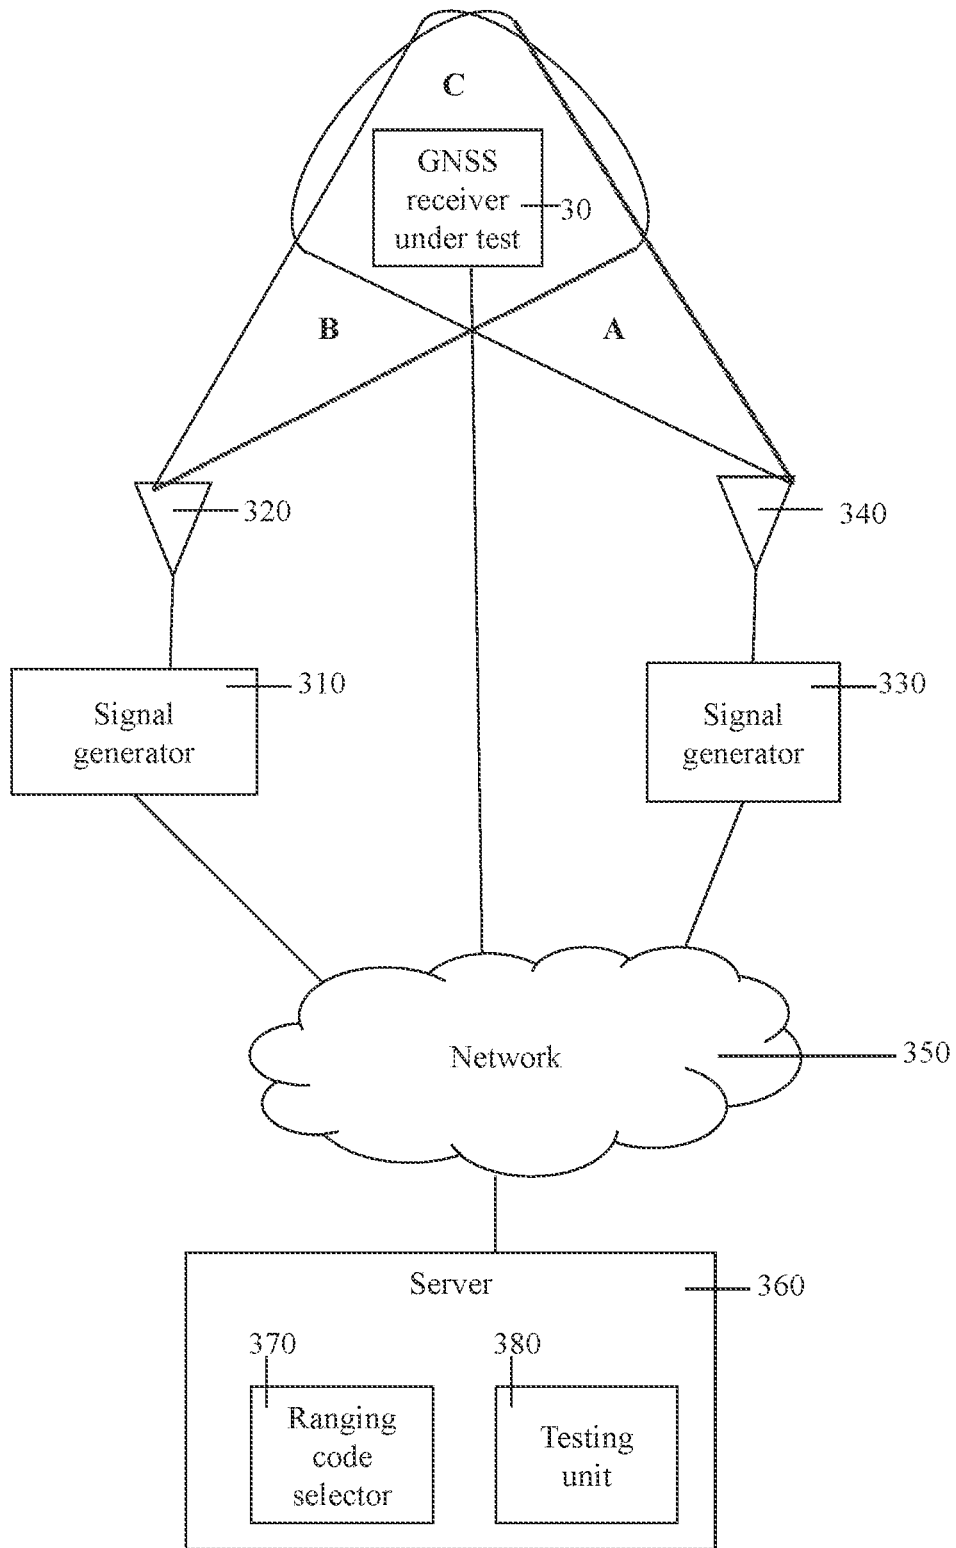 C
GNSS
receiver
under test
30
B
A
320
340
310
Signal
generator
330
Signal
generator
Network
350
Server
360
370
380
Ranging
code
selector
Testing
unit